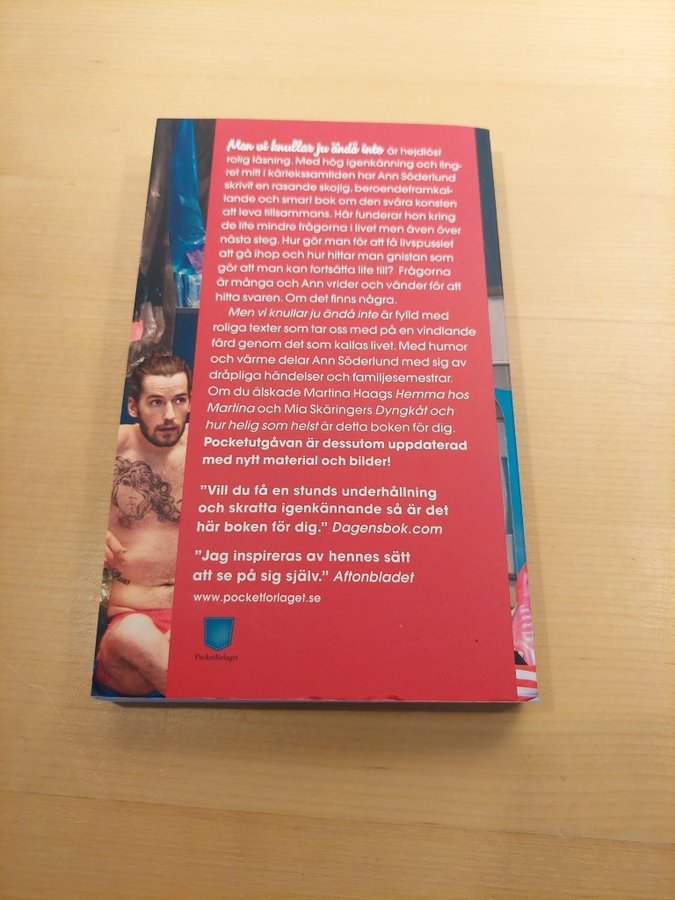 Men vi knullar ju ändå inte är hejdlöst
rolig läsning. Med hög igenkänning och fing-
ret mitt i kärlekssamtiden har Ann Söderlund
skrivit en rasande skojig, beroendeframkal-
lande och smart bok om den svåra konsten
att leva tillsammans. Här funderar hon kring
de lite mindre frågorna i livet men även över
nästa steg. Hur gör man för att få livspusslet
att gå ihop och hur hittar man gnistan som
gör att man kan fortsätta lite till? Frågorna
är många och Ann vrider och vänder för att
hitta svaren. Om det finns några.
Men vi knullar ju ändå inte är fylld med
roliga texter som tar oss med på en vindlande
färd genom det som kallas livet. Med humor
och värme delar Ann Söderlund med sig av
dråpliga händelser och familjesemestrar.
Om du älskade Martina Haags Hemma hos
Martina och Mia Skäringers Dyngkåt och
hur helig som helst är detta boken för dig.
Pocketutgåvan är dessutom uppdaterad
med nytt material och bilder!
”Vill du få en stunds underhållning
och skratta igenkännande så är det
här boken för dig.” Dagensbok.com
”Jag inspireras av hennes sätt
att se på sig själv.” Aftonbladet
www.pocketforlaget.se
Pocketförlaget